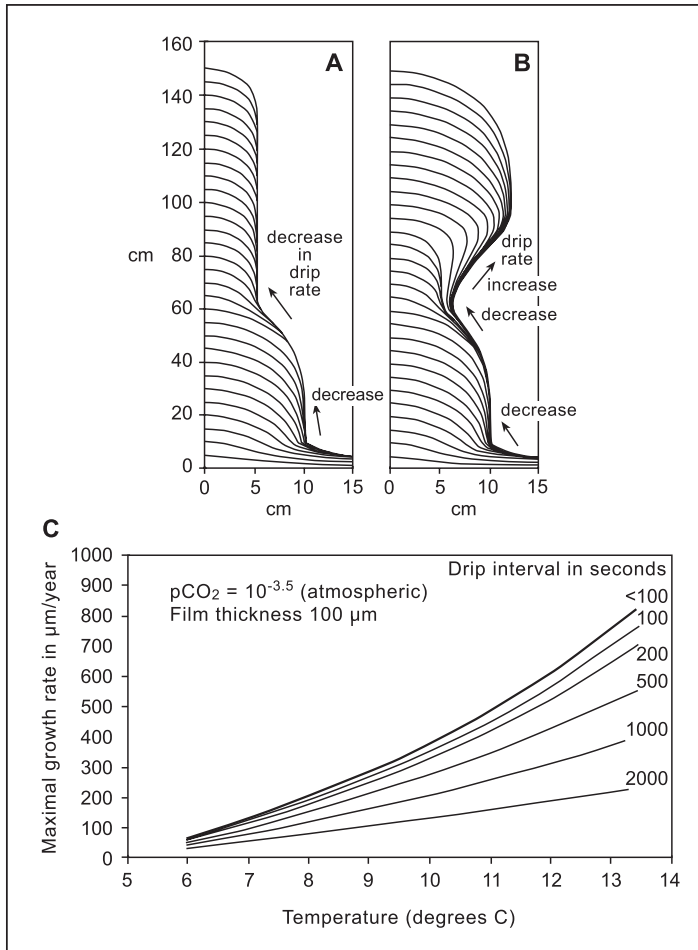 A
B
160
140
120
100
80
60
40
20
0
cm
decrease
in
drip
rate
decrease
drip
rate
increase
decrease
decrease
0
5
10
15
cm
0
5
10
15
cm
C
1000
900
800
700
600
500
400
300
200
100
0
Maximal growth rate in µm/year
pCO₂ = 10⁻³·⁵ (atmospheric)
Film thickness 100 µm
Drip interval in seconds
<100
100
200
500
1000
2000
5
6
7
8
9
10
11
12
13
14
Temperature (degrees C)